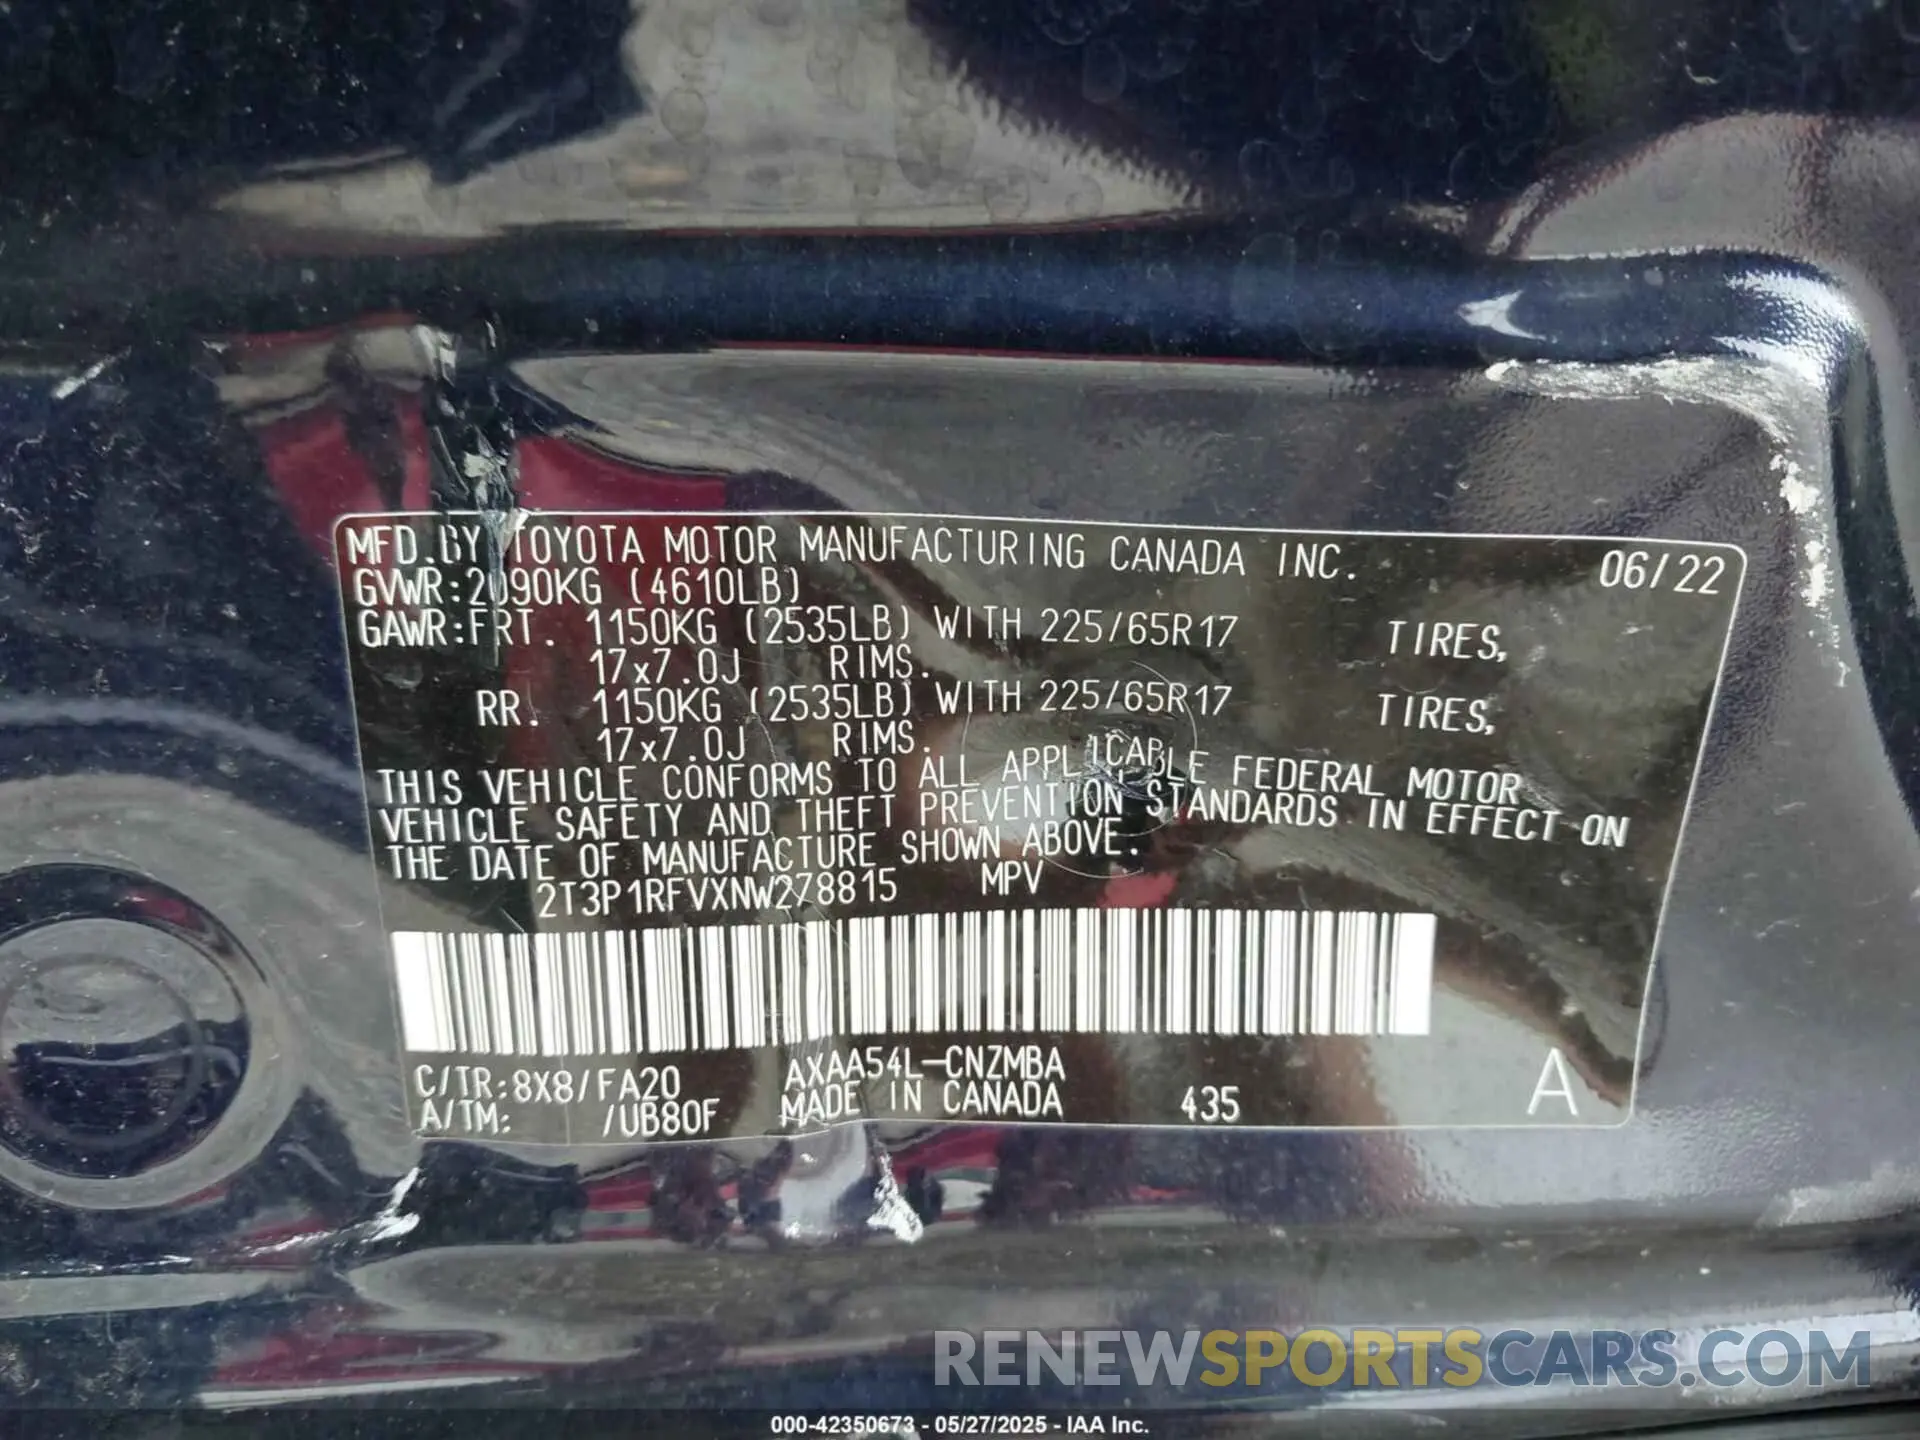 MFD.BY TOYOTA MOTOR MANUFACTURING CANADA INC. 06/22
GVWR:2090KG (4610LB)
GAWR:FRT. 1150KG (2535LB) WITH 225/65R17 TIRES,
17x7.0J RIMS.
RR. 1150KG (2535LB) WITH 225/65R17 TIRES,
17x7.0J RIMS.
THIS VEHICLE CONFORMS TO ALL APPLICABLE FEDERAL MOTOR
VEHICLE SAFETY AND THEFT PREVENTION STANDARDS IN EFFECT ON
THE DATE OF MANUFACTURE SHOWN ABOVE.
2T3P1RFVXNW278815 MPV
C/TR:8X8/FA20 AXAA54L-CNZMBA
A/TM: /UB80F MADE IN CANADA 435 A
RENEWSPORTSCARS.COM
000-42350673 - 05/27/2025 - IAA Inc.